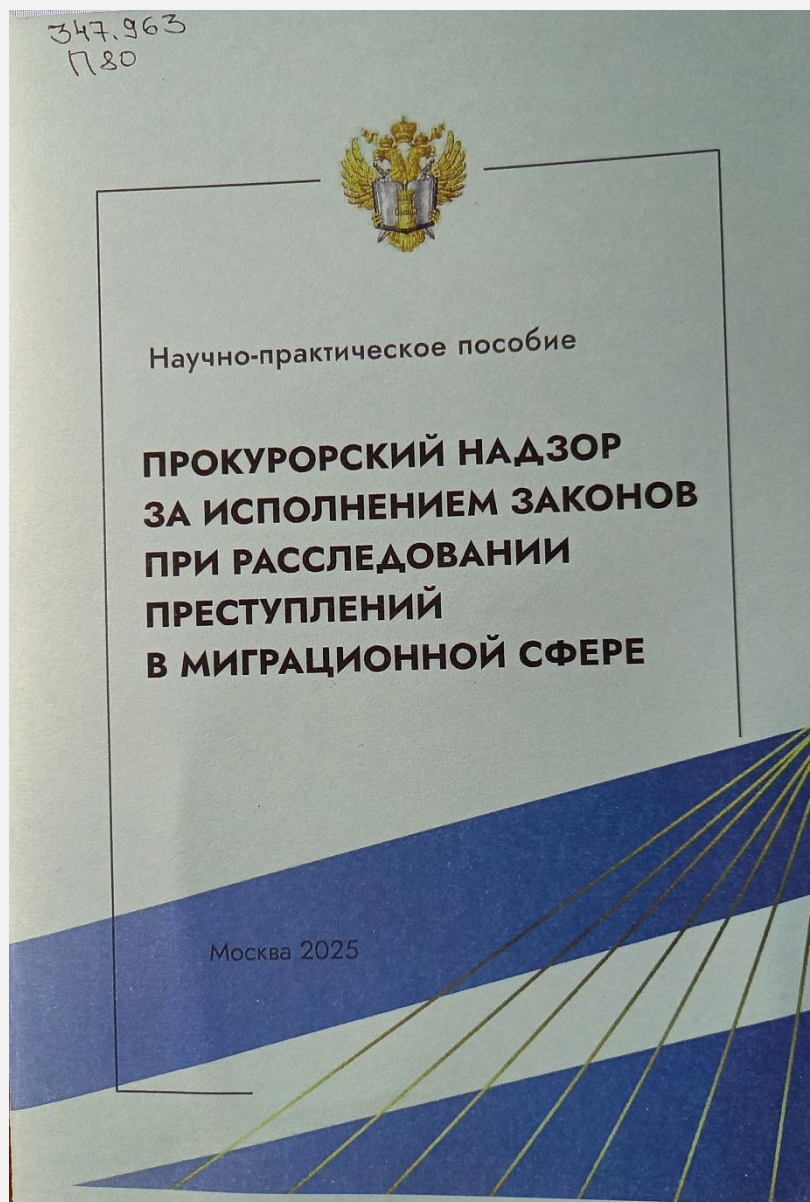 347.963
П80
Научно-практическое пособие
ПРОКУРОРСКИЙ НАДЗОР
ЗА ИСПОЛНЕНИЕМ ЗАКОНОВ
ПРИ РАССЛЕДОВАНИИ
ПРЕСТУПЛЕНИЙ
В МИГРАЦИОННОЙ СФЕРЕ
Москва 2025